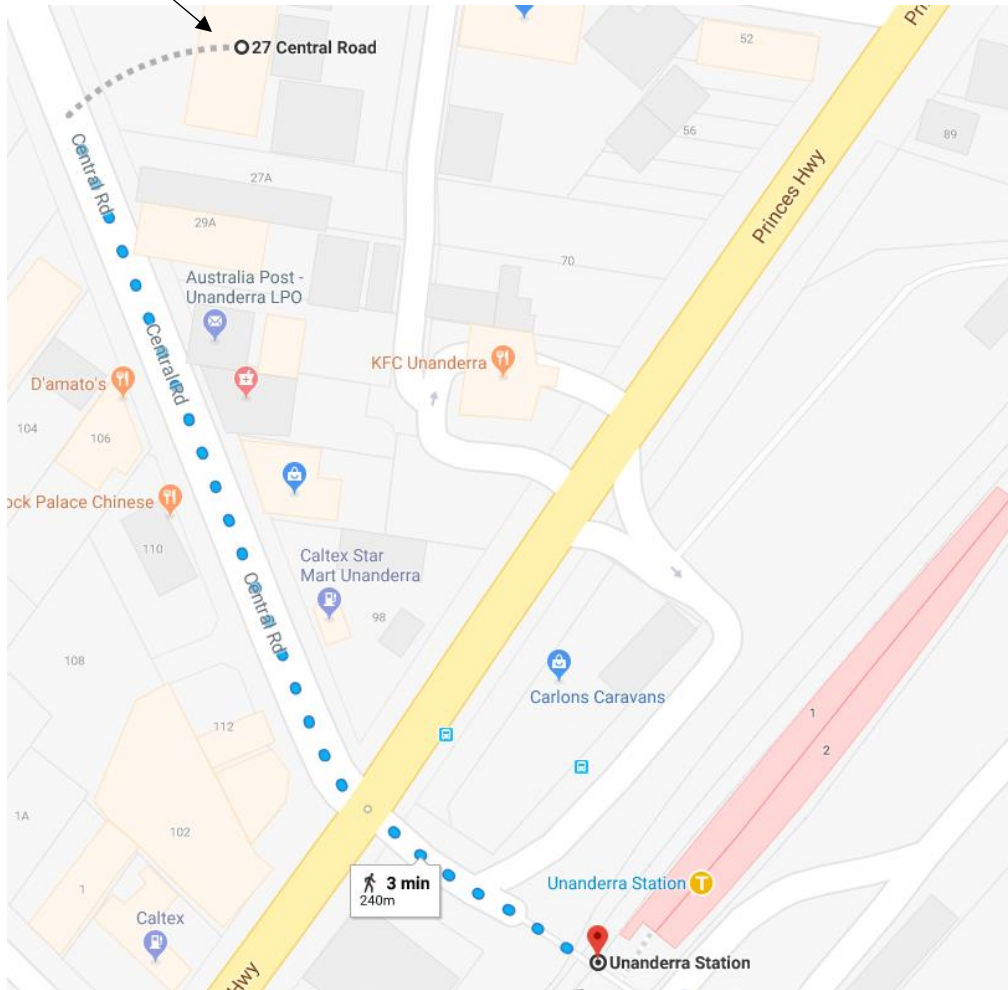 27 Central Road
52
Princes Hwy
56
89
Central Rd
27A
29A
70
Australia Post -
Unanderra LPO
KFC Unanderra
Central Rd
D'amato's
104
106
ock Palace Chinese
110
Caltex Star
Mart Unanderra
98
Central Rd
108
Carlons Caravans
1
2
112
1A
102
3 min
240m
1
Unanderra Station
T
Caltex
Unanderra Station
Hwy